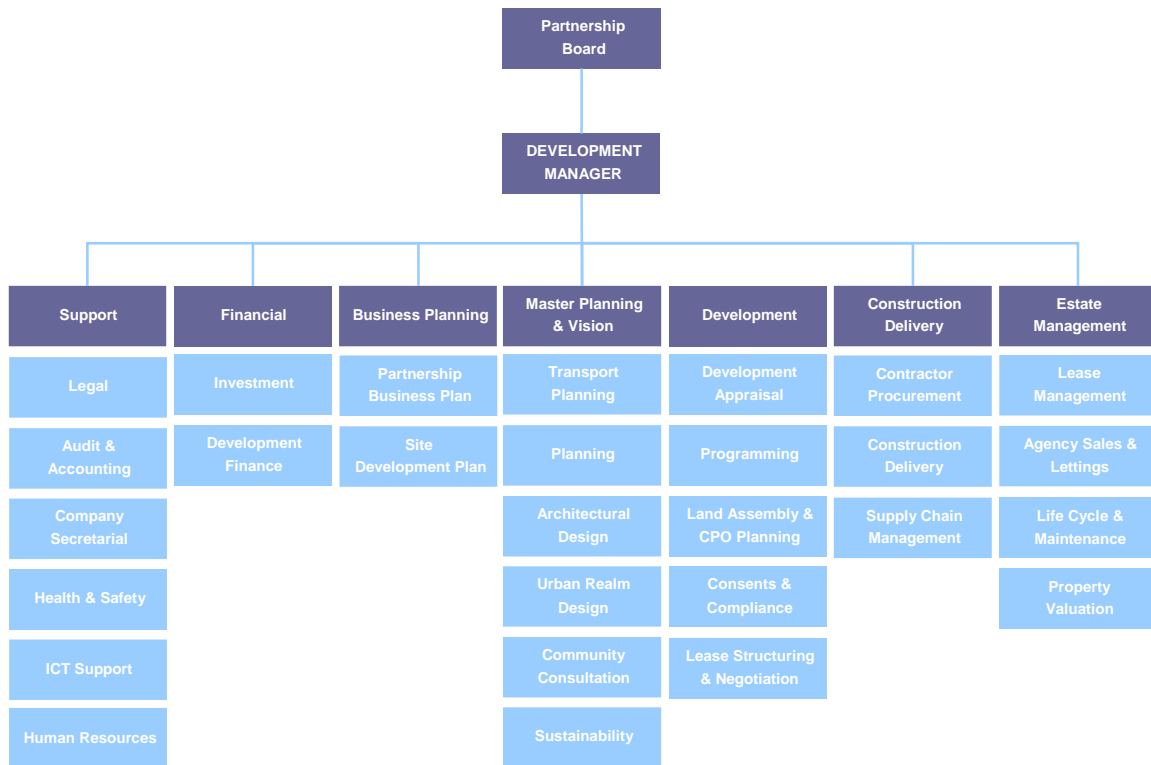 Partnership
Board
DEVELOPMENT
MANAGER
Support
Financial
Business Planning
Master Planning
& Vision
Development
Construction
Delivery
Estate
Management
Legal
Audit &
Accounting
Company
Secretarial
Health & Safety
ICT Support
Human Resources
Investment
Development
Finance
Partnership
Business Plan
Site
Development Plan
Transport
Planning
Planning
Architectural
Design
Urban Realm
Design
Community
Consultation
Sustainability
Development
Appraisal
Programming
Land Assembly &
CPO Planning
Consents &
Compliance
Lease Structuring
& Negotiation
Contractor
Procurement
Construction
Delivery
Supply Chain
Management
Lease
Management
Agency Sales &
Lettings
Life Cycle &
Maintenance
Property
Valuation